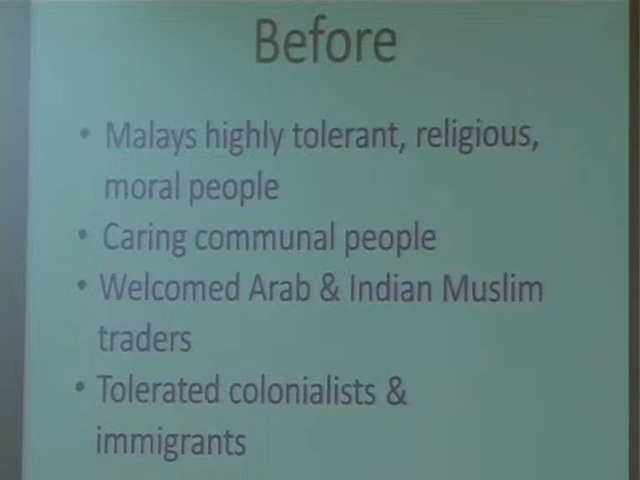 Before
• Malays highly tolerant, religious,
moral people
• Caring communal people
• Welcomed Arab & Indian Muslim
traders
• Tolerated colonialists &
immigrants